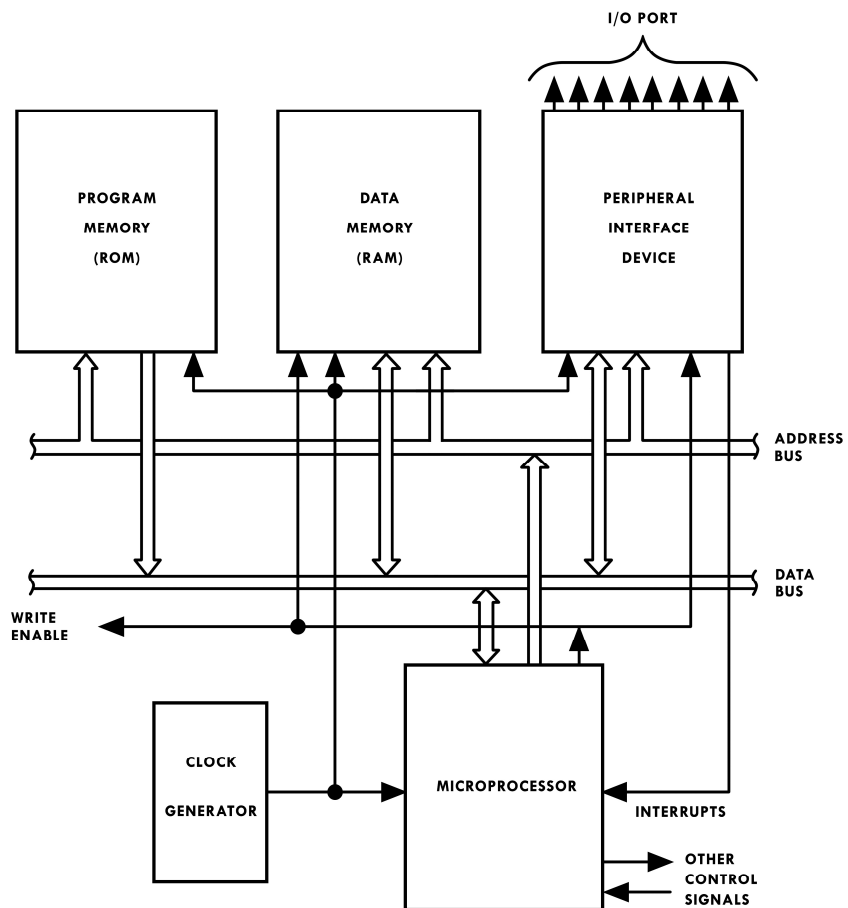 I/O PORT
PROGRAM
MEMORY
(ROM)
DATA
MEMORY
(RAM)
PERIPHERAL
INTERFACE
DEVICE
ADDRESS
BUS
DATA
BUS
WRITE
ENABLE
CLOCK
GENERATOR
MICROPROCESSOR
INTERRUPTS
OTHER
CONTROL
SIGNALS